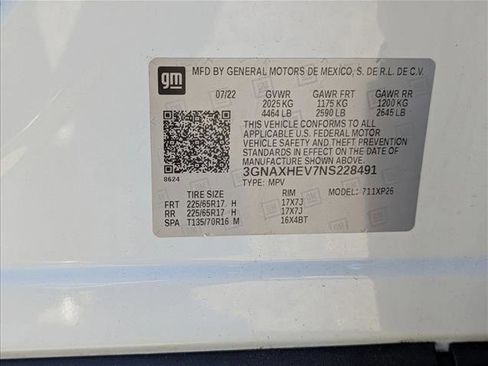 gm
MFD BY GENERAL MOTORS DE MEXICO, S. DE R.L. DE C.V.
07/22 GVWR GAWR FRT GAWR RR
2025 KG 1175 KG 1200 KG
4464 LB 2590 LB 2645 LB
THIS VEHICLE CONFORMS TO ALL
APPLICABLE U.S. FEDERAL MOTOR
VEHICLE SAFETY AND THEFT PREVENTION
STANDARDS IN EFFECT ON THE DATE OF
MANUFACTURE SHOWN ABOVE.
3GNAXHEV7NS228491
TYPE: MPV MODEL: 711XP26
8624
TIRE SIZE RIM
FRT 225/65R17 H 17X7J
RR 225/65R17 H 17X7J
SPA T135/70R16 M 16X4BT